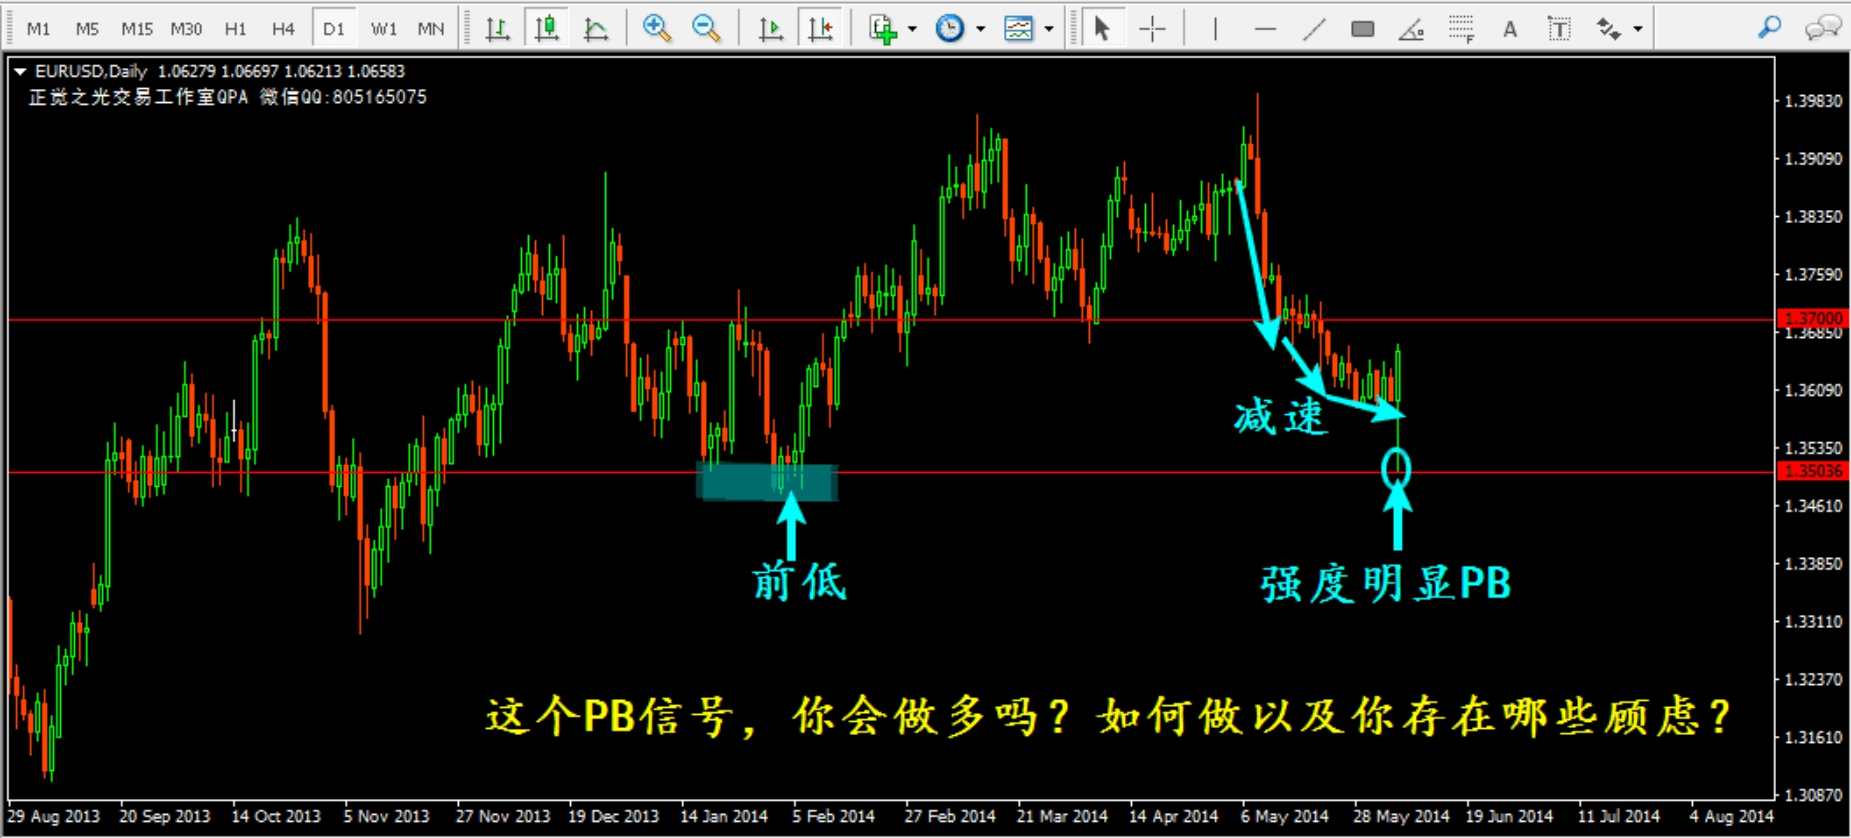 M1 M5 M15 M30 H1 H4 D1 W1 MN F A T
EURUSD,Daily 1.06279 1.06697 1.06213 1.06583
正觉之光交易工作室QPA 微信QQ:805165075
1.39830
1.39090
1.38350
1.37590
1.37000
1.36850
1.36090
减速
1.35350
1.35036
1.34610
1.33850
前低
强度明显PB
1.33110
1.32370
这个PB信号，你会做多吗？如何做以及你存在哪些顾虑？
1.31610
1.30870
29 Aug 2013 20 Sep 2013 14 Oct 2013 5 Nov 2013 27 Nov 2013 19 Dec 2013 14 Jan 2014 5 Feb 2014 27 Feb 2014 21 Mar 2014 14 Apr 2014 6 May 2014 28 May 2014 19 Jun 2014 11 Jul 2014 4 Aug 2014